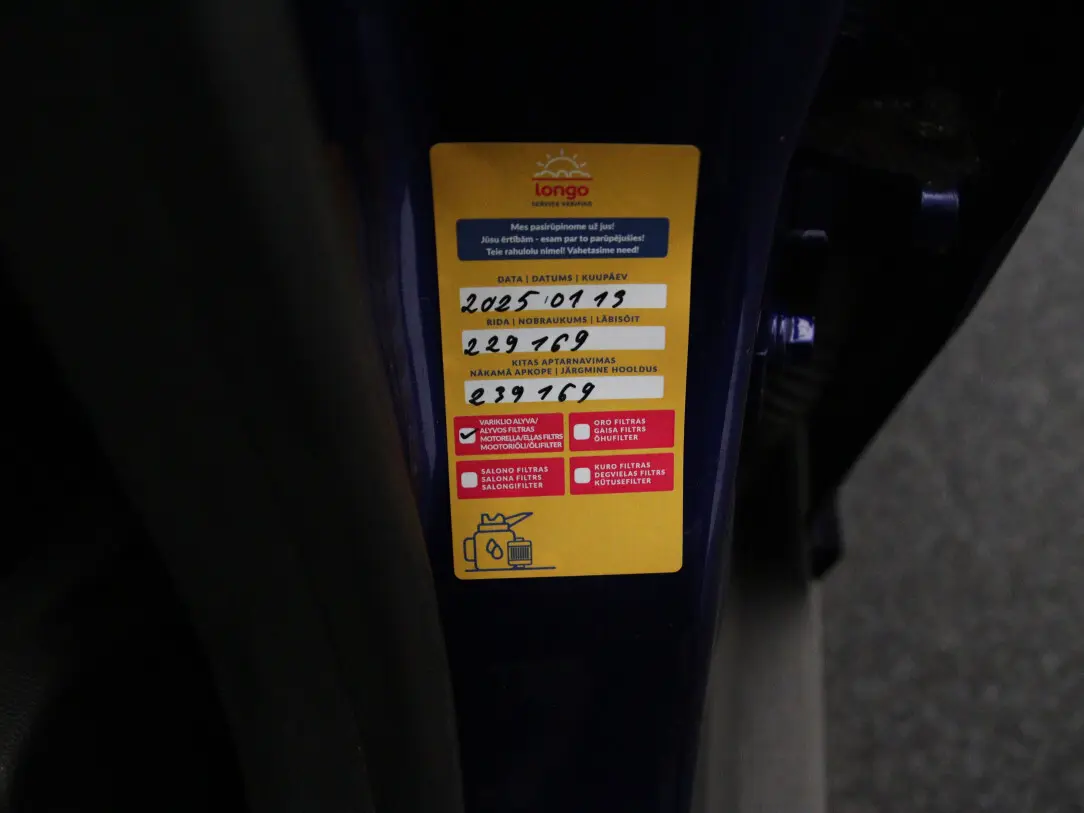 longo
Mes pasirūpinome už jus!
Jūsu ērtībām - esam par to parūpējušies!
Teie rahulolu nimel! Vahetasime need!
DATA | DATUMS | KUUPÄEV
2025 01 19
RIDA | NOBRAUKUMS | LÄBISÕIT
229 169
KITAS APTARNAVIMAS
NĀKAMĀ APKOPE | JÄRGMINE HOOLDUS
239 169
VARIKLIO ALYVA/
ALYVOS FILTRAS
MOTOREĻĻA/EĻĻAS FILTRS
MOOTORIÕLI/ÕLIFILTER
ORO FILTRAS
GAISA FILTRS
ÕHUFILTER
SALONO FILTRAS
SALONA FILTRS
SALONGIFILTER
KURO FILTRAS
DEGVIELAS FILTRS
KÜTUSEFILTER